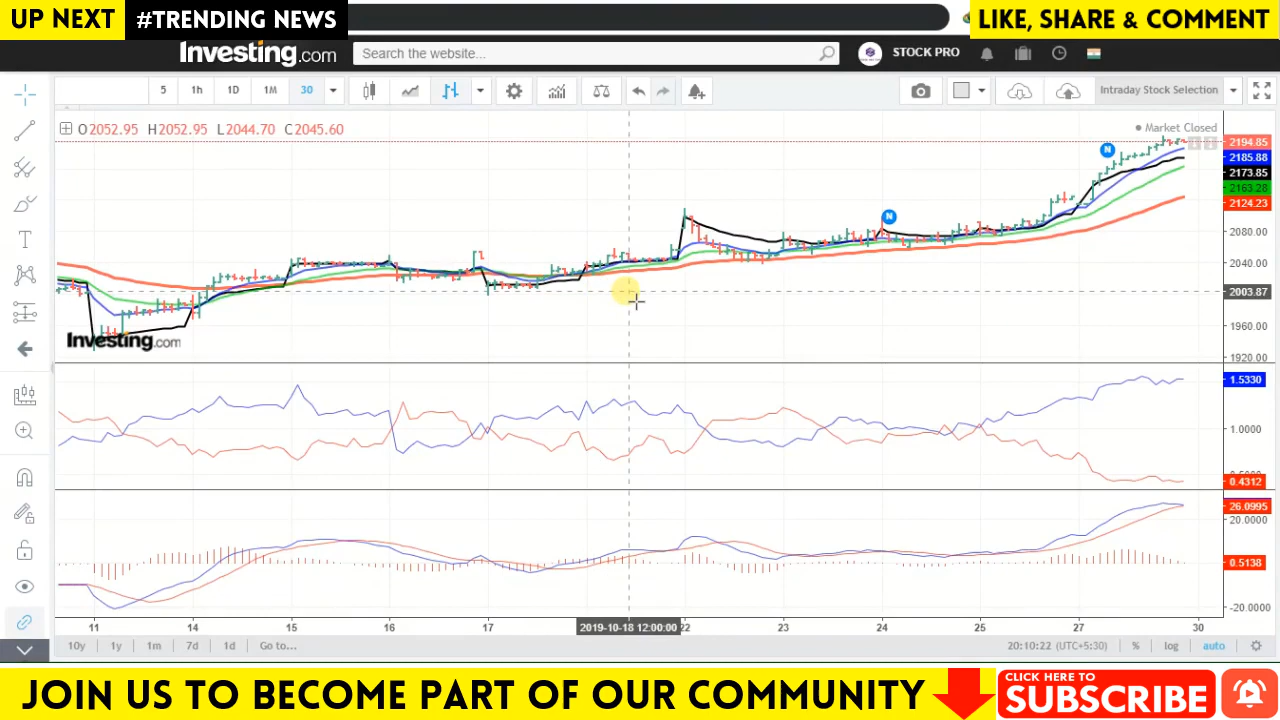 UP NEXT
#TRENDING NEWS
LIKE, SHARE & COMMENT
Investing.com
Search the website...
STOCK PRO
5 1h 1D 1M 30
Intraday Stock Selection
O2052.95 H2052.95 L2044.70 C2045.60
Market Closed
N
N
2194.85
2185.88
2173.85
2163.28
2124.23
2080.00
2040.00
2003.87
1960.00
1920.00
Investing.com
1.5330
1.0000
0.4312
26.0995
20.0000
0.5138
-20.0000
11 14 15 16 17 2019-10-18 12:00:00 22 23 24 25 27 30
10y 1y 1m 7d 1d Go to... 20:10:22 (UTC+5:30) % log auto
JOIN US TO BECOME PART OF OUR COMMUNITY
CLICK HERE TO
SUBSCRIBE